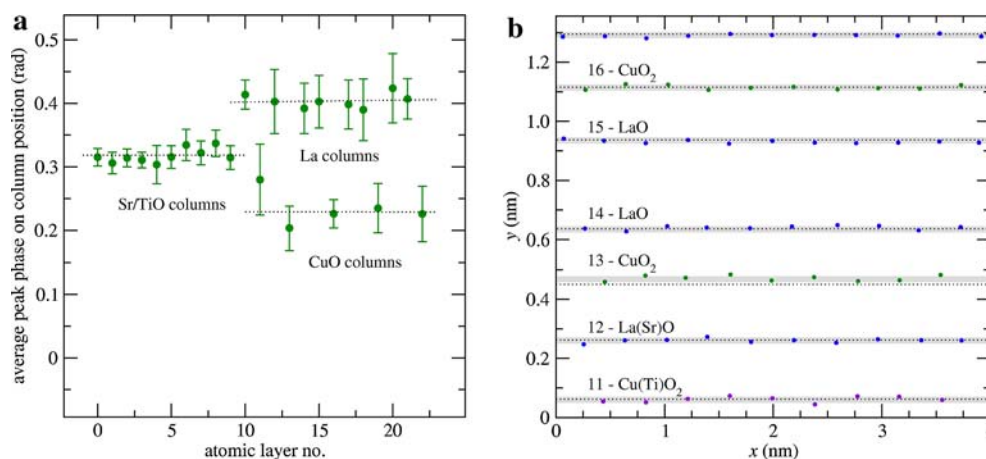 a
average peak phase on column position (rad)
0.5
0.4
0.3
0.2
0.1
0
La columns
Sr/TiO columns
CuO columns
0 5 10 15 20
atomic layer no.
b
y (nm)
1.2
1.0
0.8
0.6
0.4
0.2
0
16 - CuO₂
15 - LaO
14 - LaO
13 - CuO₂
12 - La(Sr)O
11 - Cu(Ti)O₂
0 1 2 3 4
x (nm)